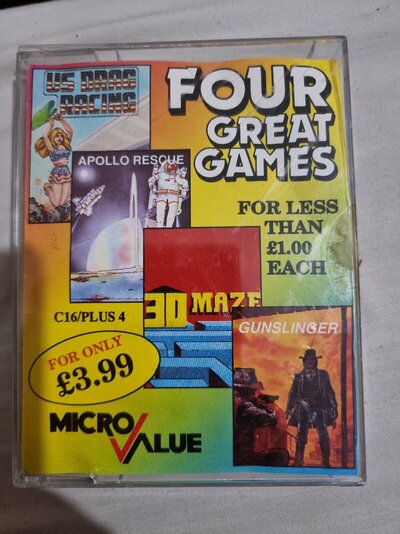 US DRAG
RACING
FOUR
GREAT
GAMES
APOLLO RESCUE
FOR LESS
THAN
£1.00
EACH
3D MAZE
C16/PLUS 4
GUNSLINGER
FOR ONLY
£3.99
MICRO VALUE